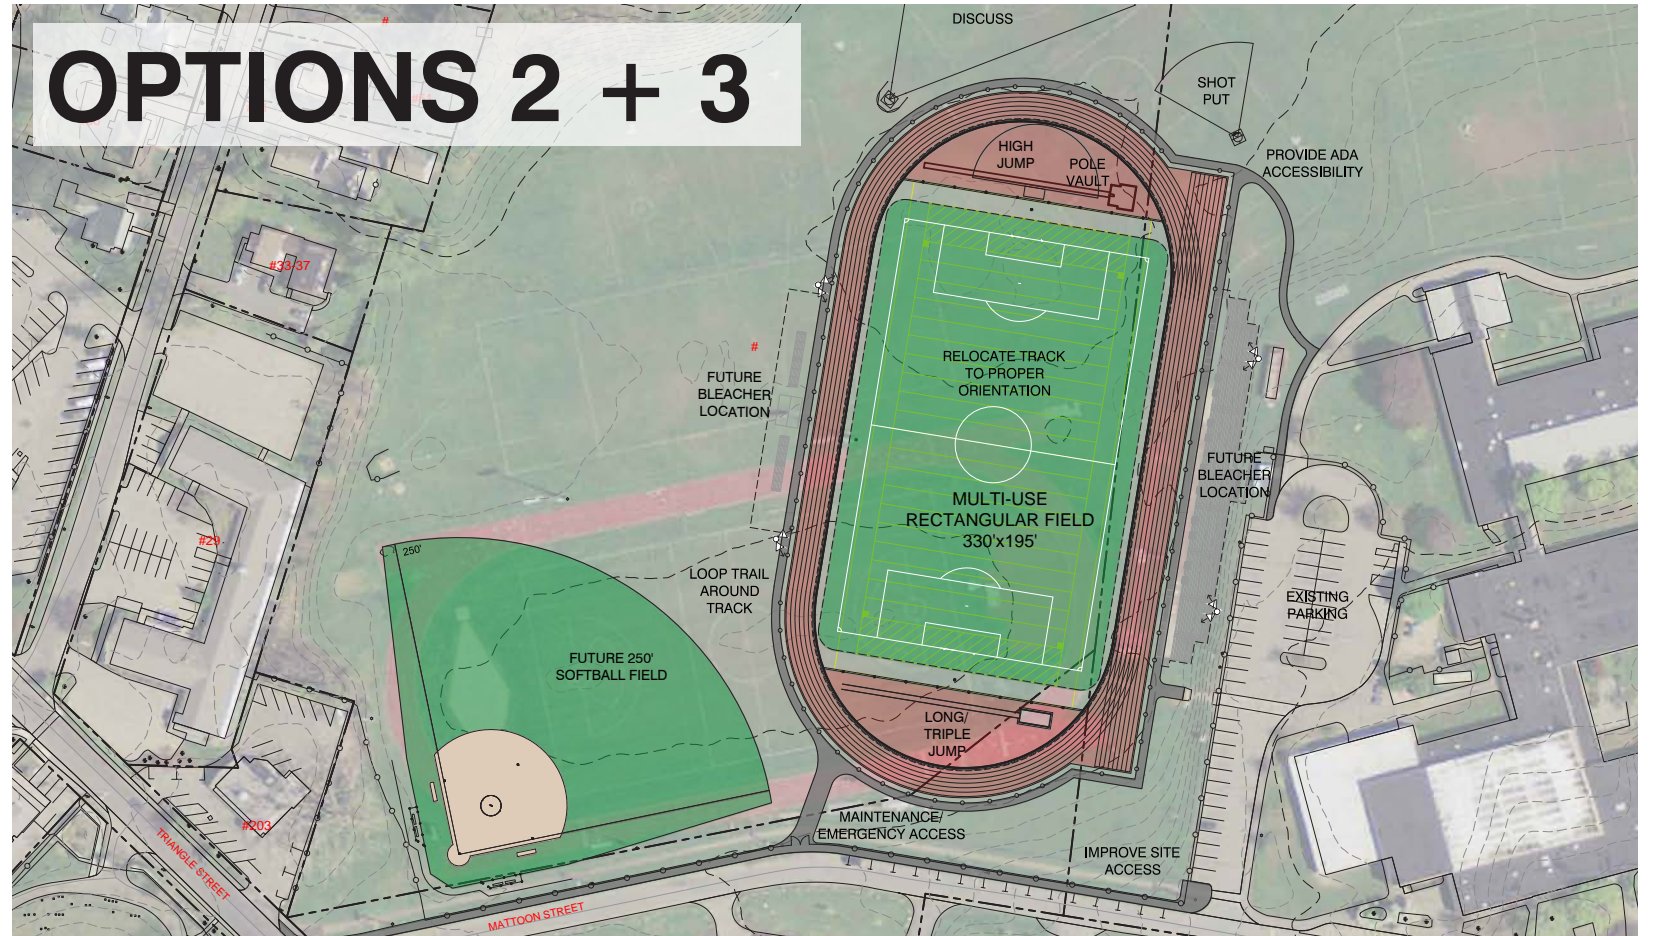 OPTIONS 2 + 3
#
DISCUSS
SHOT
PUT
HIGH
JUMP
POLE
VAULT
PROVIDE ADA
ACCESSIBILITY
#33-37
#
FUTURE
BLEACHER
LOCATION
RELOCATE TRACK
TO PROPER
ORIENTATION
FUTURE
BLEACHER
LOCATION
MULTI-USE
RECTANGULAR FIELD
330'x195'
#29
250'
LOOP TRAIL
AROUND
TRACK
EXISTING
PARKING
FUTURE 250'
SOFTBALL FIELD
LONG/
TRIPLE
JUMP
#203
MAINTENANCE/
EMERGENCY ACCESS
IMPROVE SITE
ACCESS
TRIANGLE STREET
MATTOON STREET